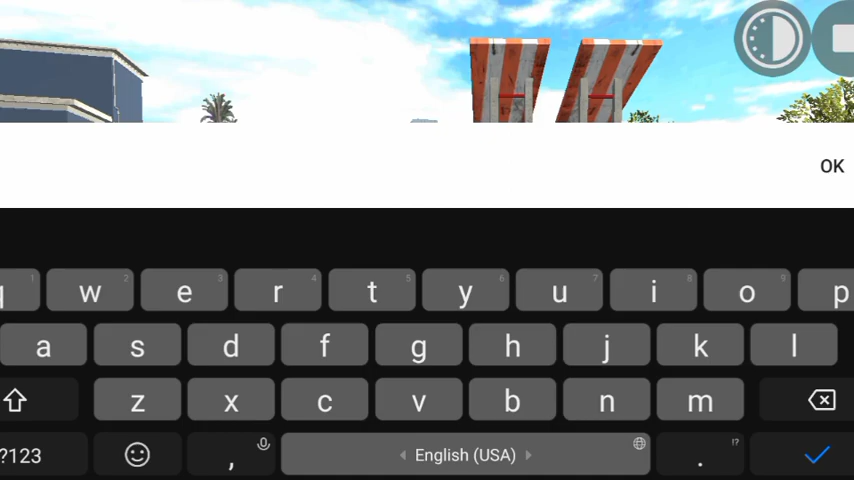 OK
q 1 w 2 e 3 r 4 t 5 y 6 u 7 i 8 o 9 p
a s d f g h j k l
z x c v b n m
?123 , English (USA) . !?